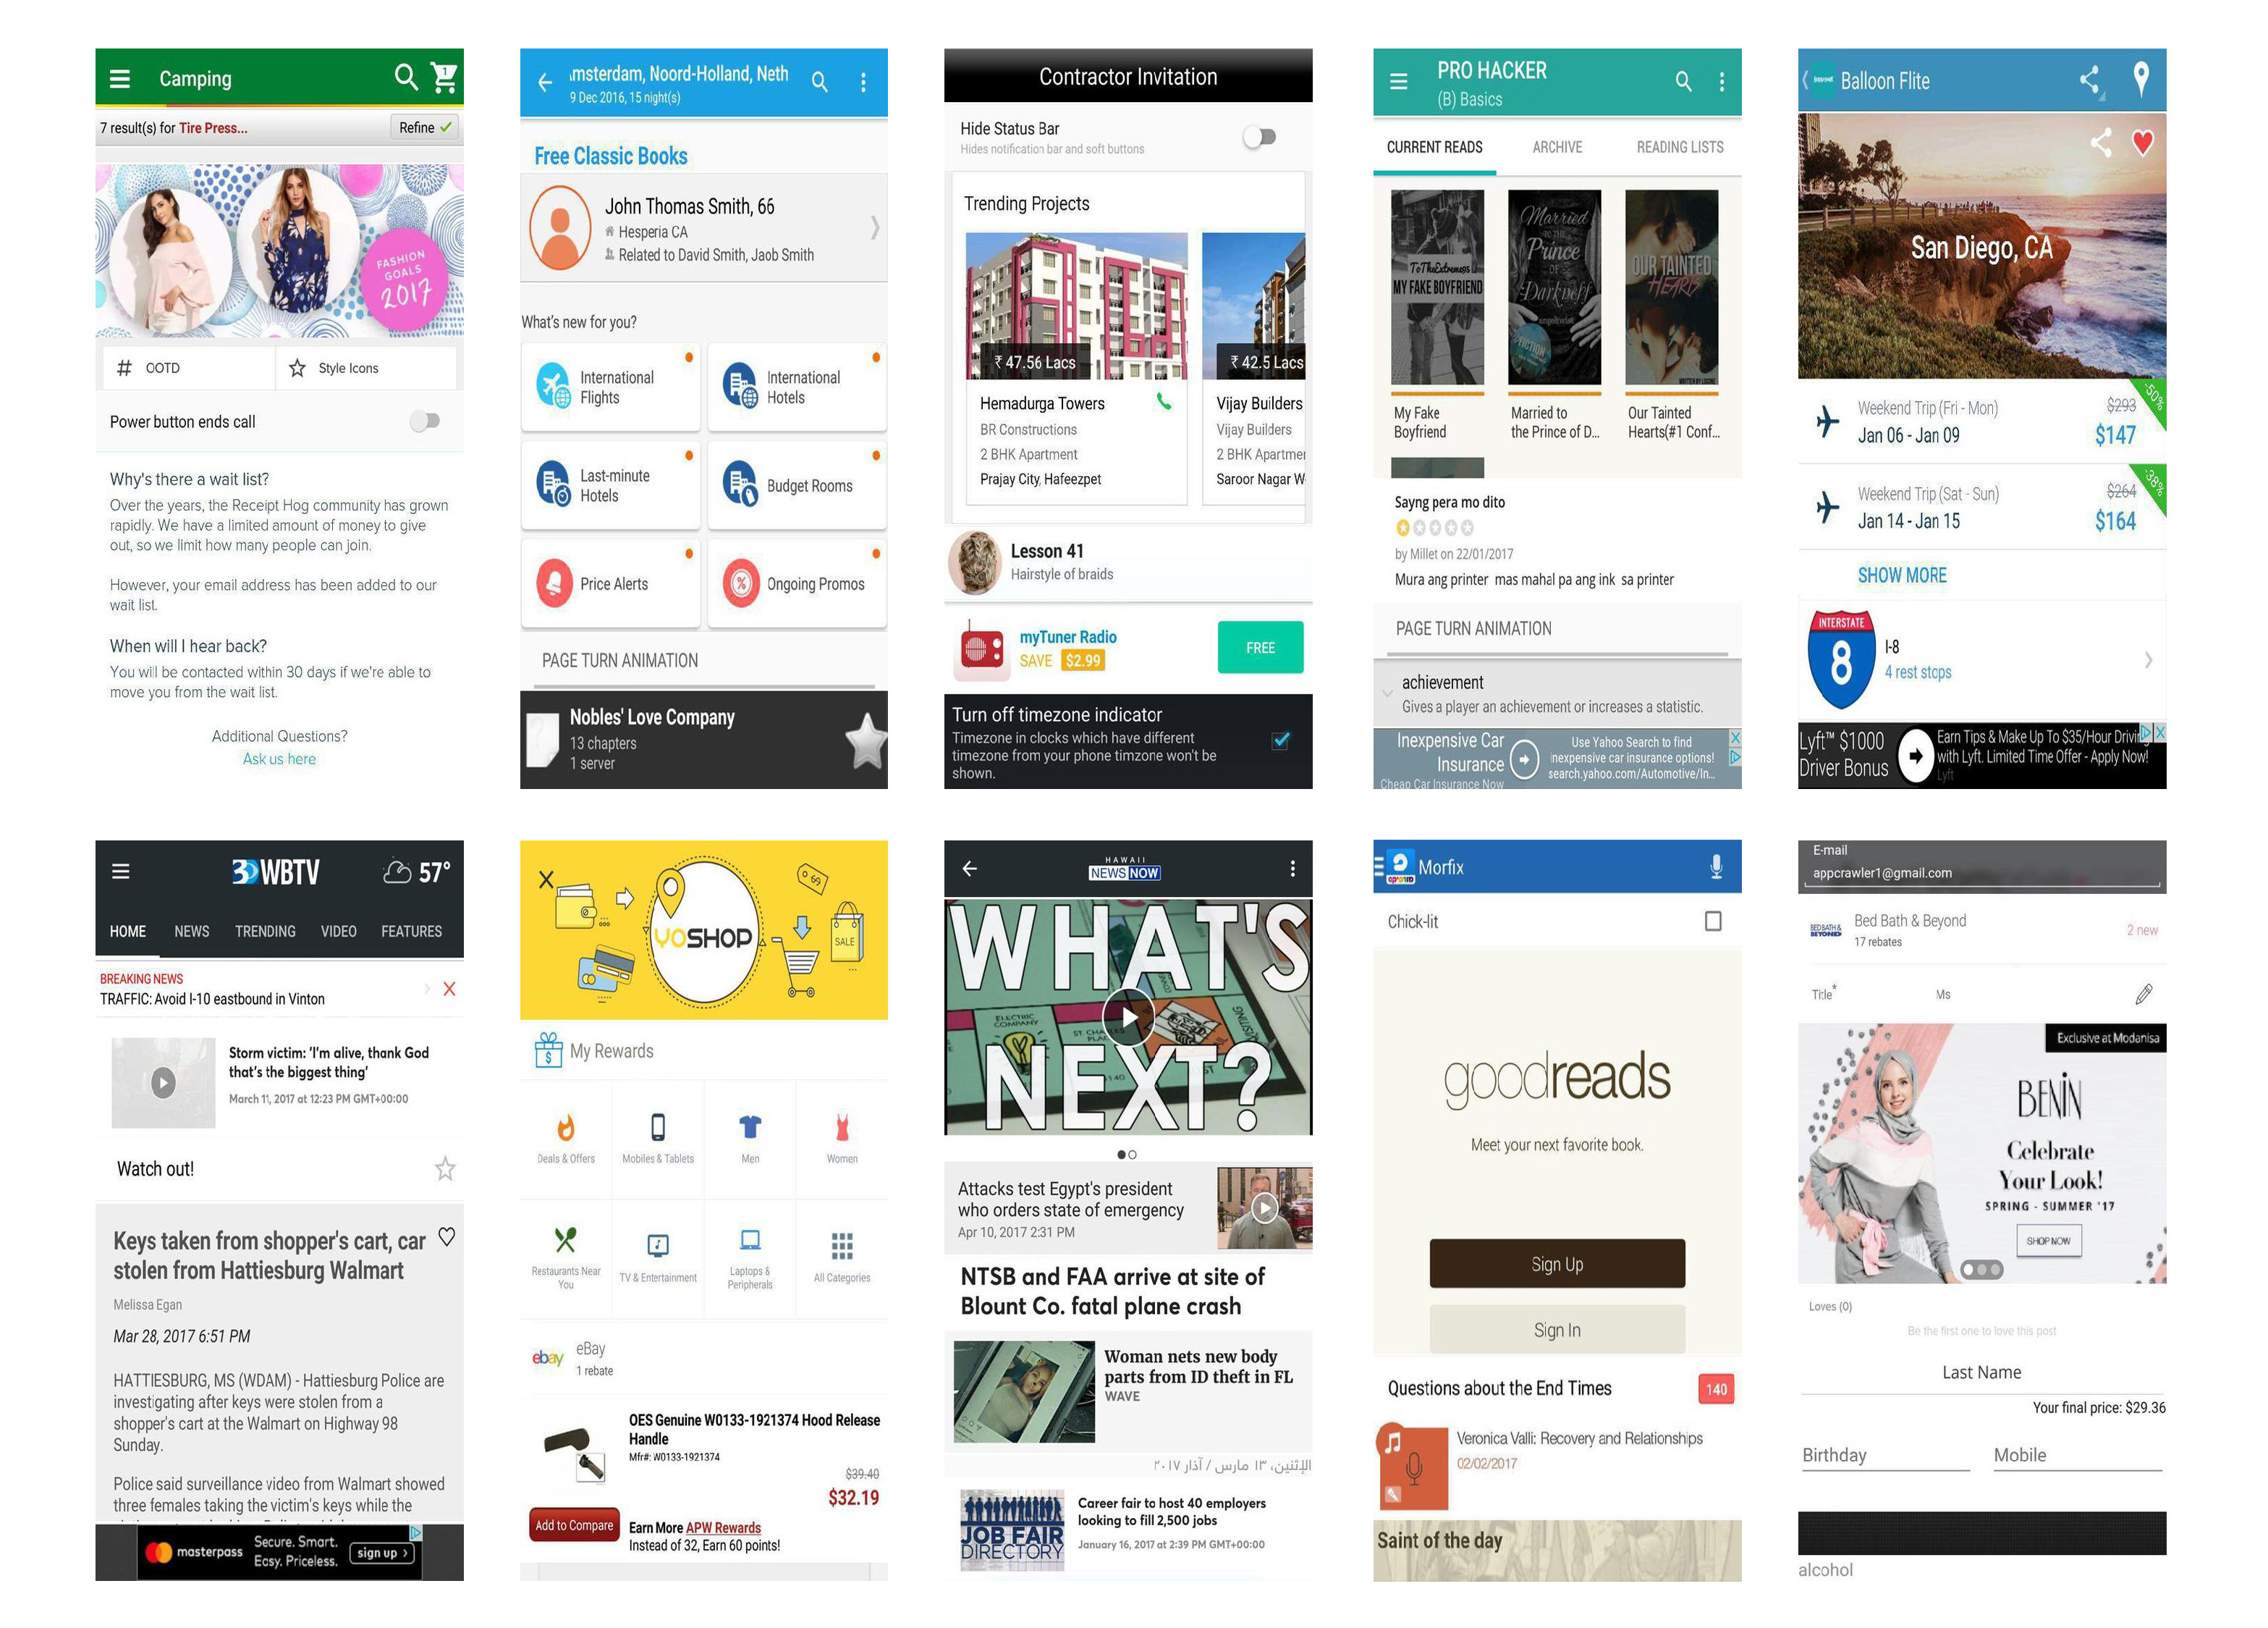 Camping
1
7 result(s) for Tire Press...
Refine
FASHION
GOALS
2017
# OOTD
Style Icons
Power button ends call
Why's there a wait list?
Over the years, the Receipt Hog community has grown
rapidly. We have a limited amount of money to give
out, so we limit how many people can join.
However, your email address has been added to our
wait list.
When will I hear back?
You will be contacted within 30 days if we're able to
move you from the wait list.
Additional Questions?
Ask us here
msterdam, Noord-Holland, Neth
9 Dec 2016, 15 night(s)
Free Classic Books
John Thomas Smith, 66
Hesperia CA
Related to David Smith, Jaob Smith
What's new for you?
International
Flights
International
Hotels
Last-minute
Hotels
Budget Rooms
Price Alerts
Ongoing Promos
PAGE TURN ANIMATION
Nobles' Love Company
13 chapters
1 server
Contractor Invitation
Hide Status Bar
Hides notification bar and soft buttons
Trending Projects
₹ 47.56 Lacs
₹ 42.5 Lacs
Hemadurga Towers
BR Constructions
2 BHK Apartment
Prajay City, Hafeezpet
Vijay Builders
Vijay Builders
2 BHK Apartmer
Saroor Nagar W
Lesson 41
Hairstyle of braids
myTuner Radio
SAVE $2.99
FREE
Turn off timezone indicator
Timezone in clocks which have different
timezone from your phone timzone won't be
shown.
PRO HACKER
(B) Basics
CURRENT READS
ARCHIVE
READING LISTS
ToTheExtremegs
MY FAKE BOYFRIEND
Married
TO THE
Prince
OF
Darkness
angeltwist
FICTION
OUR TAINTED
HEARTS
My Fake
Boyfriend
Married to
the Prince of D...
Our Tainted
Hearts(#1 Conf...
Sayng pera mo dito
by Millet on 22/01/2017
Mura ang printer mas mahal pa ang ink sa printer
PAGE TURN ANIMATION
achievement
Gives a player an achievement or increases a statistic.
Inexpensive Car
Insurance
Cheap Car Insurance Now
Use Yahoo Search to find
inexpensive car insurance options!
search.yahoo.com/Automotive/In...
Balloon Flite
San Diego, CA
Weekend Trip (Fri - Mon)
Jan 06 - Jan 09
$293
$147
-50%
Weekend Trip (Sat - Sun)
Jan 14 - Jan 15
$264
$164
-38%
SHOW MORE
INTERSTATE
8
I-8
4 rest stops
Lyft™ $1000
Driver Bonus
Earn Tips & Make Up To $35/Hour Driving
with Lyft. Limited Time Offer - Apply Now!
Lyft
3 WBTV
57°
HOME
NEWS
TRENDING
VIDEO
FEATURES
BREAKING NEWS
TRAFFIC: Avoid I-10 eastbound in Vinton
X
Storm victim: 'I'm alive, thank God
that's the biggest thing'
March 11, 2017 at 12:23 PM GMT+00:00
Watch out!
Keys taken from shopper's cart, car
stolen from Hattiesburg Walmart
Melissa Egan
Mar 28, 2017 6:51 PM
HATTIESBURG, MS (WDAM) - Hattiesburg Police are
investigating after keys were stolen from a
shopper's cart at the Walmart on Highway 98
Sunday.
Police said surveillance video from Walmart showed
three females taking the victim's keys while the
masterpass
Secure. Smart.
Easy. Priceless.
sign up >
X
YOSHOP
69
SALE
My Rewards
Deals & Offers
Mobiles & Tablets
Men
Women
Restaurants Near
You
TV & Entertainment
Laptops &
Peripherals
All Categories
ebay
eBay
1 rebate
OES Genuine W0133-1921374 Hood Release
Handle
Mfr#: W0133-1921374
$39.40
$32.19
Add to Compare
Earn More APW Rewards
Instead of 32, Earn 60 points!
HAWAII
NEWS NOW
WHAT'S
NEXT?
ELECTRIC
COMPANY
VISITING
140
Attacks test Egypt's president
who orders state of emergency
Apr 10, 2017 2:31 PM
NTSB and FAA arrive at site of
Blount Co. fatal plane crash
Woman nets new body
parts from ID theft in FL
WAVE
الإثنين، ١٣ مارس / آذار ٢٠١٧
JOB FAIR
DIRECTORY
Career fair to host 40 employers
looking to fill 2,500 jobs
January 16, 2017 at 2:39 PM GMT+00:00
מורפיקס
Morfix
Chick-lit
goodreads
Meet your next favorite book.
Sign Up
Sign In
Questions about the End Times
140
Veronica Valli: Recovery and Relationships
02/02/2017
Saint of the day
E-mail
appcrawler1@gmail.com
BED BATH &
BEYOND
Bed Bath & Beyond
17 rebates
2 new
Title*
Ms
Exclusive at Modanisa
BENİN
Celebrate
Your Look!
SPRING - SUMMER '17
SHOP NOW
Loves (0)
Be the first one to love this post
Last Name
Your final price: $29.36
Birthday
Mobile
alcohol